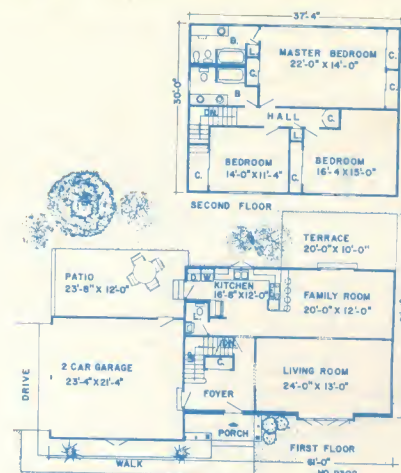 37'-4"
30'-0"
B.
L.
MASTER BEDROOM
22'-0" X 14'-0"
C.
C.
C.
B
DN.
HALL
C.
L
BEDROOM
14'-0" X 11'-4"
BEDROOM
16'-4 X 15'-0"
C.
C.
SECOND FLOOR
TERRACE
20'-0" X 10'-0"
PATIO
23'-8" X 12'-0"
D. W.
KITCHEN
16'-8" X 12'-0"
FAMILY ROOM
20'-0" X 12'-0"
L.
DN.
C.
2 CAR GARAGE
23'-4" X 21'-4"
LIVING ROOM
24'-0" X 13'-0"
DRIVE
FOYER
PORCH
FIRST FLOOR
WALK
61'-0"